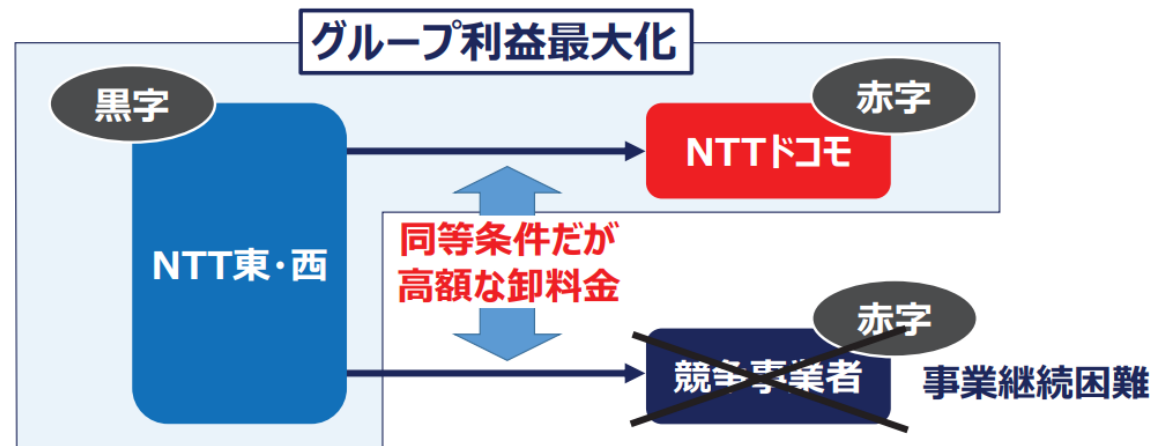 グループ利益最大化
黒字
赤字
NTTドコモ
NTT東・西
同等条件だが
高額な卸料金
赤字
競争事業者
事業継続困難